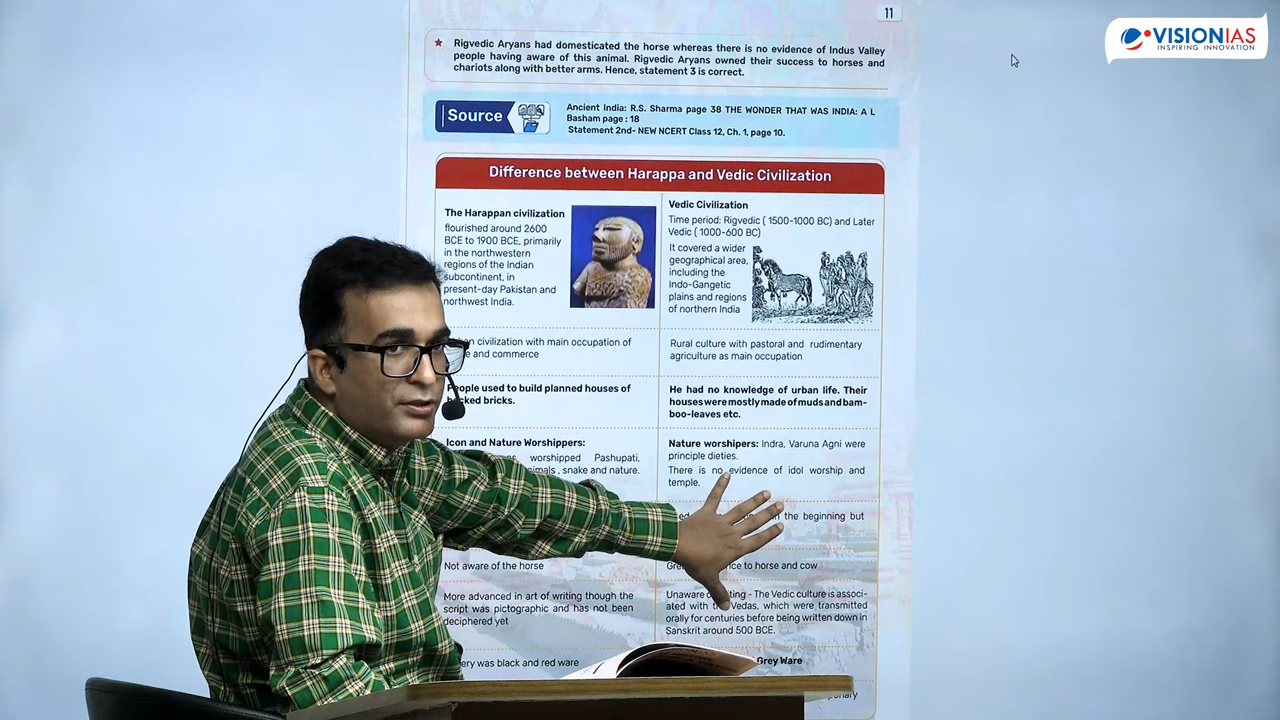 11
VISIONIAS
INSPIRING INNOVATION
★ Rigvedic Aryans had domesticated the horse whereas there is no evidence of Indus Valley
people having aware of this animal. Rigvedic Aryans owned their success to horses and
chariots along with better arms. Hence, statement 3 is correct.
Source
Ancient India: R.S. Sharma page 38 THE WONDER THAT WAS INDIA: A L
Basham page : 18
Statement 2nd- NEW NCERT Class 12, Ch. 1, page 10.
Difference between Harappa and Vedic Civilization
The Harappan civilization
flourished around 2600
BCE to 1900 BCE, primarily
in the northwestern
regions of the Indian
subcontinent, in
present-day Pakistan and
northwest India.
Vedic Civilization
Time period: Rigvedic ( 1500-1000 BC) and Later
Vedic ( 1000-600 BC)
It covered a wider
geographical area,
including the
Indo-Gangetic
plains and regions
of northern India
civilization with main occupation of
and commerce
Rural culture with pastoral and rudimentary
agriculture as main occupation
People used to build planned houses of
bricks.
He had no knowledge of urban life. Their
houses were mostly made of muds and bam-
boo-leaves etc.
Icon and Nature Worshippers:
worshipped Pashupati,
snake and nature.
Nature worshipers: Indra, Varuna Agni were
principle dieties.
There is no evidence of idol worship and
temple.
the beginning but
Not aware of the horse
to horse and cow
More advanced in art of writing though the
script was pictographic and has not been
deciphered yet
Unaware - The Vedic culture is associ-
ated with Vedas, which were transmitted
orally for centuries before being written down in
Sanskrit around 500 BCE.
was black and red ware
Grey Ware